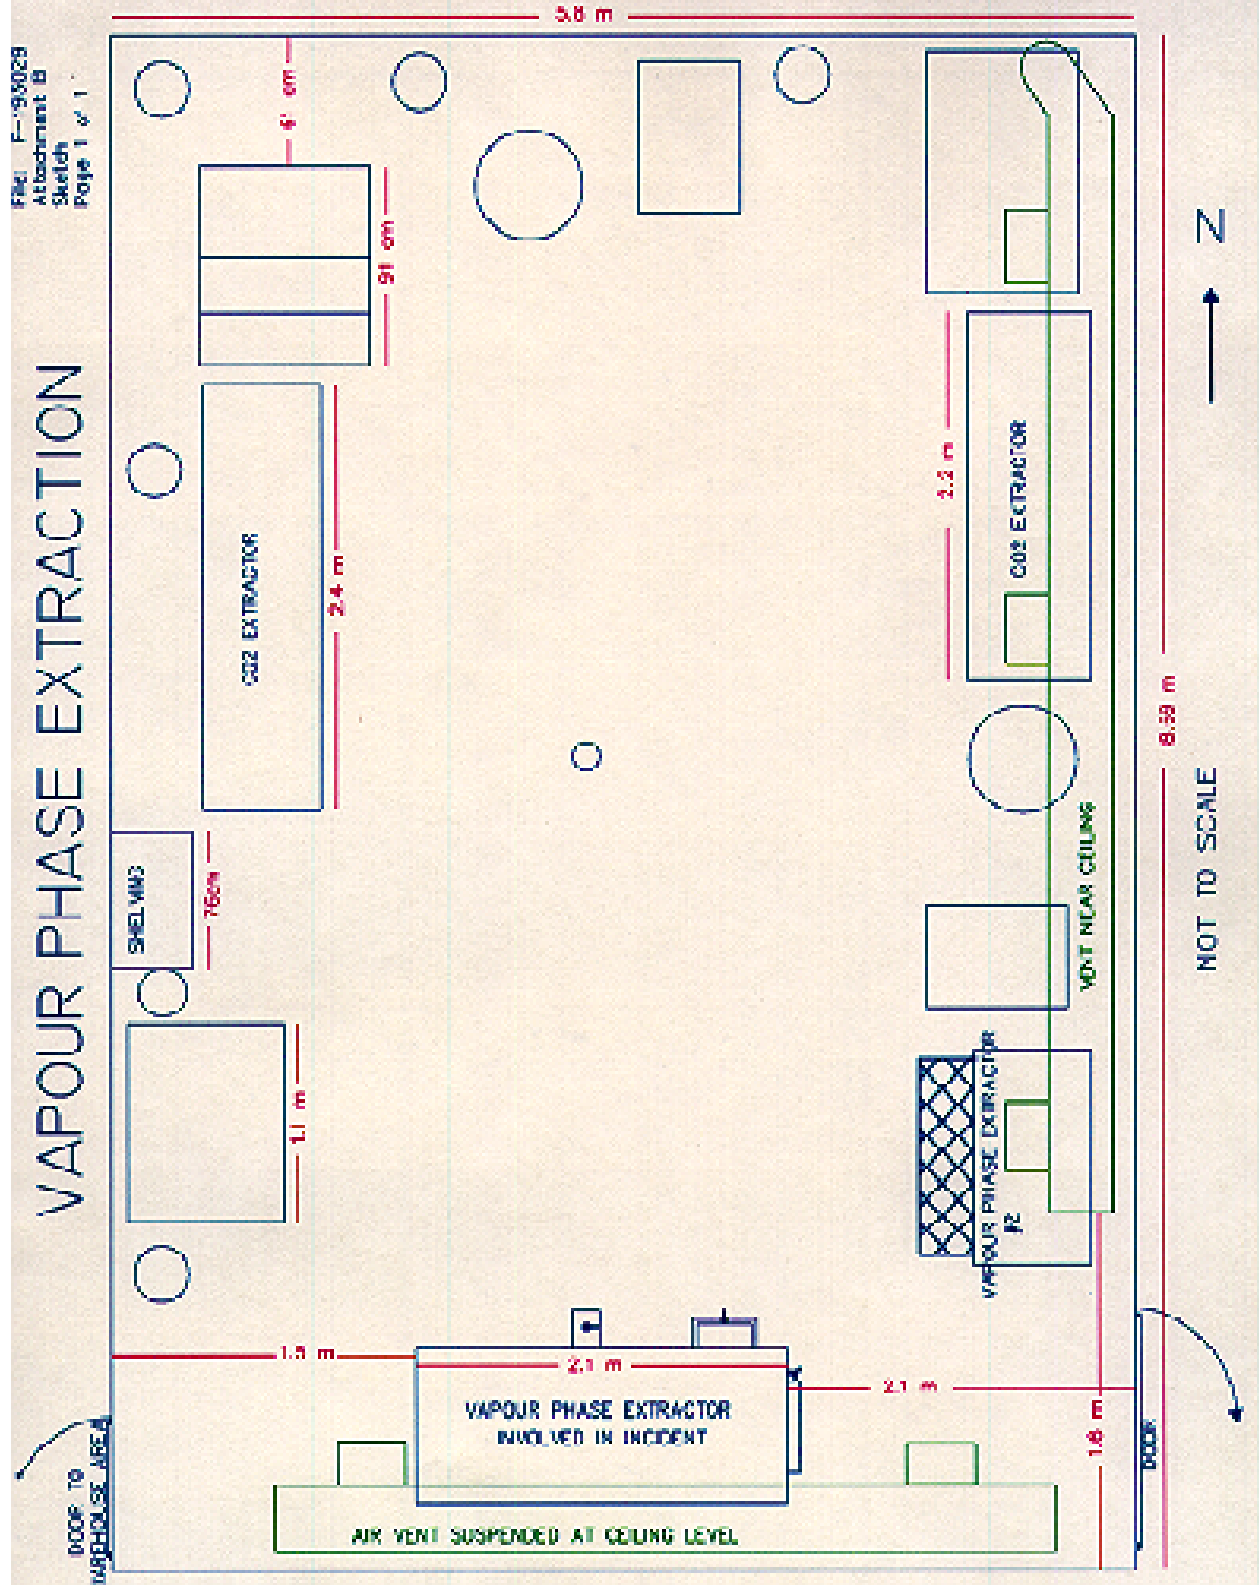 5.8 m
File: F-193029
Attachment B
Sketch
Page 1 of 1
VAPOUR PHASE EXTRACTION
cm
91 cm
N
CO2 EXTRACTOR
2.4 m
CO2 EXTRACTOR
2.2 m
8.59 m
NOT TO SCALE
SHELVING
76cm
VENT NEAR CEILING
1.1 m
VAPOUR PHASE EXTRACTOR
#2
1.5 m
2.1 m
2.1 m
VAPOUR PHASE EXTRACTOR
INVOLVED IN INCIDENT
1.6 m
DOOR
DOOR TO
WAREHOUSE AREA
AIR VENT SUSPENDED AT CEILING LEVEL